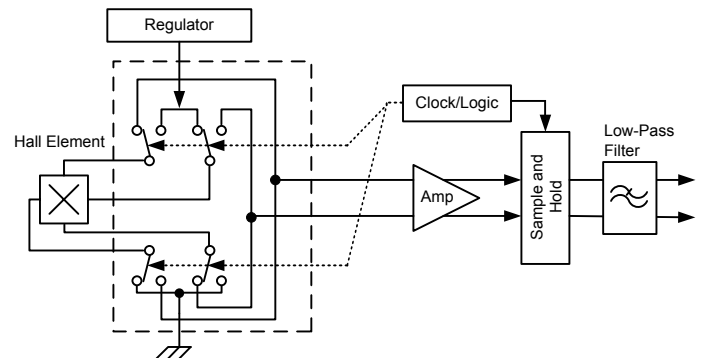 Regulator
Clock/Logic
Hall Element
Low-Pass
Filter
Amp
Sample and
Hold